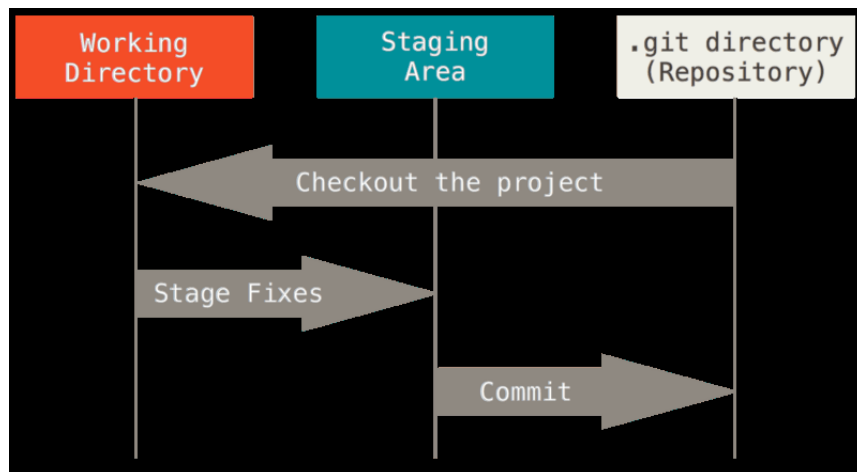 Working
Directory
Staging
Area
.git directory
(Repository)
Checkout the project
Stage Fixes
Commit